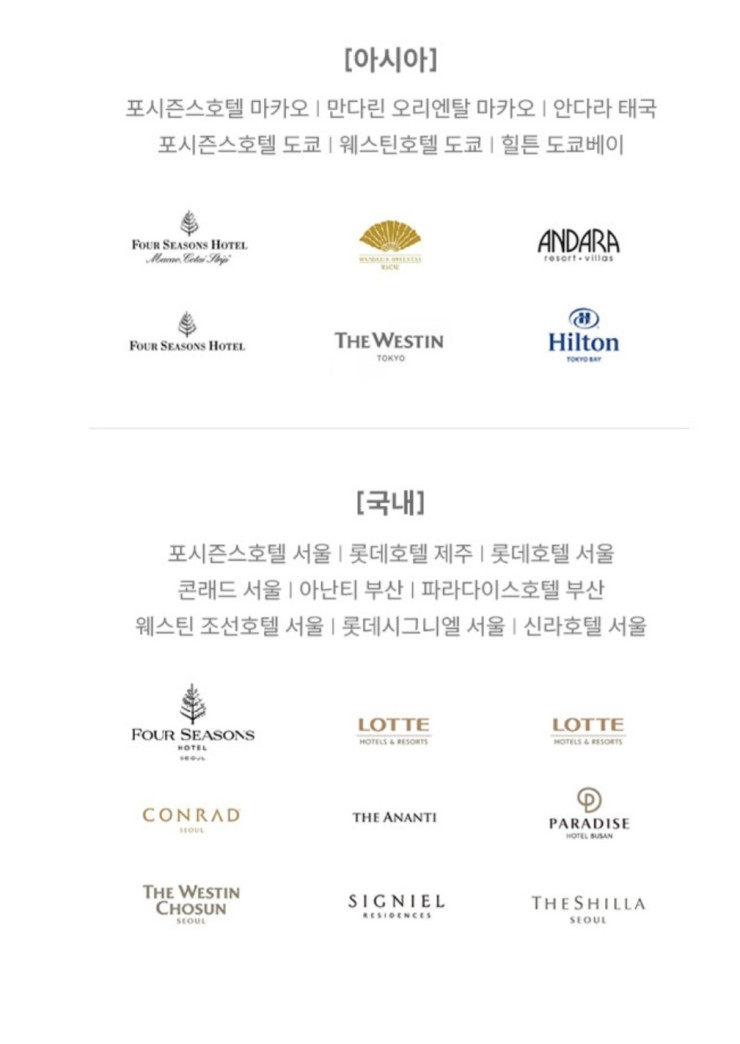 [아시아]
포시즌스호텔 마카오 | 만다린 오리엔탈 마카오 | 안다라 태국
포시즌스호텔 도쿄 | 웨스틴호텔 도쿄 | 힐튼 도쿄베이
FOUR SEASONS HOTEL
Macao, Cotai Strip
MANDARIN ORIENTAL
MACAU
ANDARA
resort • villas
FOUR SEASONS HOTEL
THE WESTIN
TOKYO
Hilton
TOKYO BAY
[국내]
포시즌스호텔 서울 | 롯데호텔 제주 | 롯데호텔 서울
콘래드 서울 | 아난티 부산 | 파라다이스호텔 부산
웨스틴 조선호텔 서울 | 롯데시그니엘 서울 | 신라호텔 서울
FOUR SEASONS
HOTEL
SEOUL
LOTTE
HOTELS & RESORTS
LOTTE
HOTELS & RESORTS
CONRAD
SEOUL
THE ANANTI
PARADISE
HOTEL BUSAN
THE WESTIN
CHOSUN
SEOUL
SIGNIEL
RESIDENCES
THE SHILLA
SEOUL